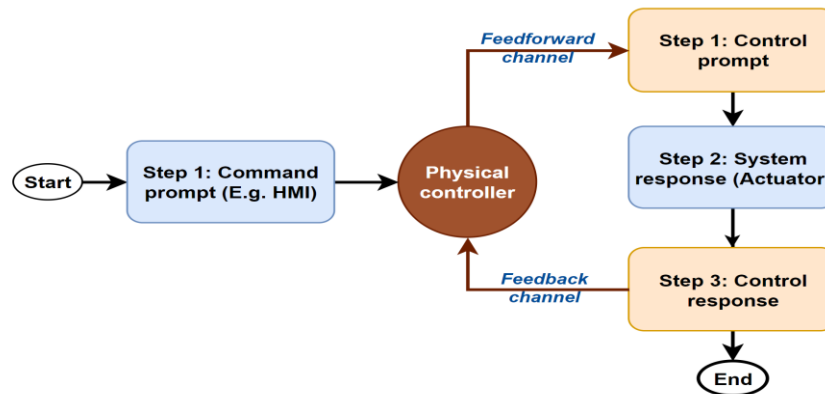 Start
Step 1: Command
prompt (E.g. HMI)
Physical
controller
Feedforward
channel
Step 1: Control
prompt
Step 2: System
response (Actuator
Step 3: Control
response
Feedback
channel
End